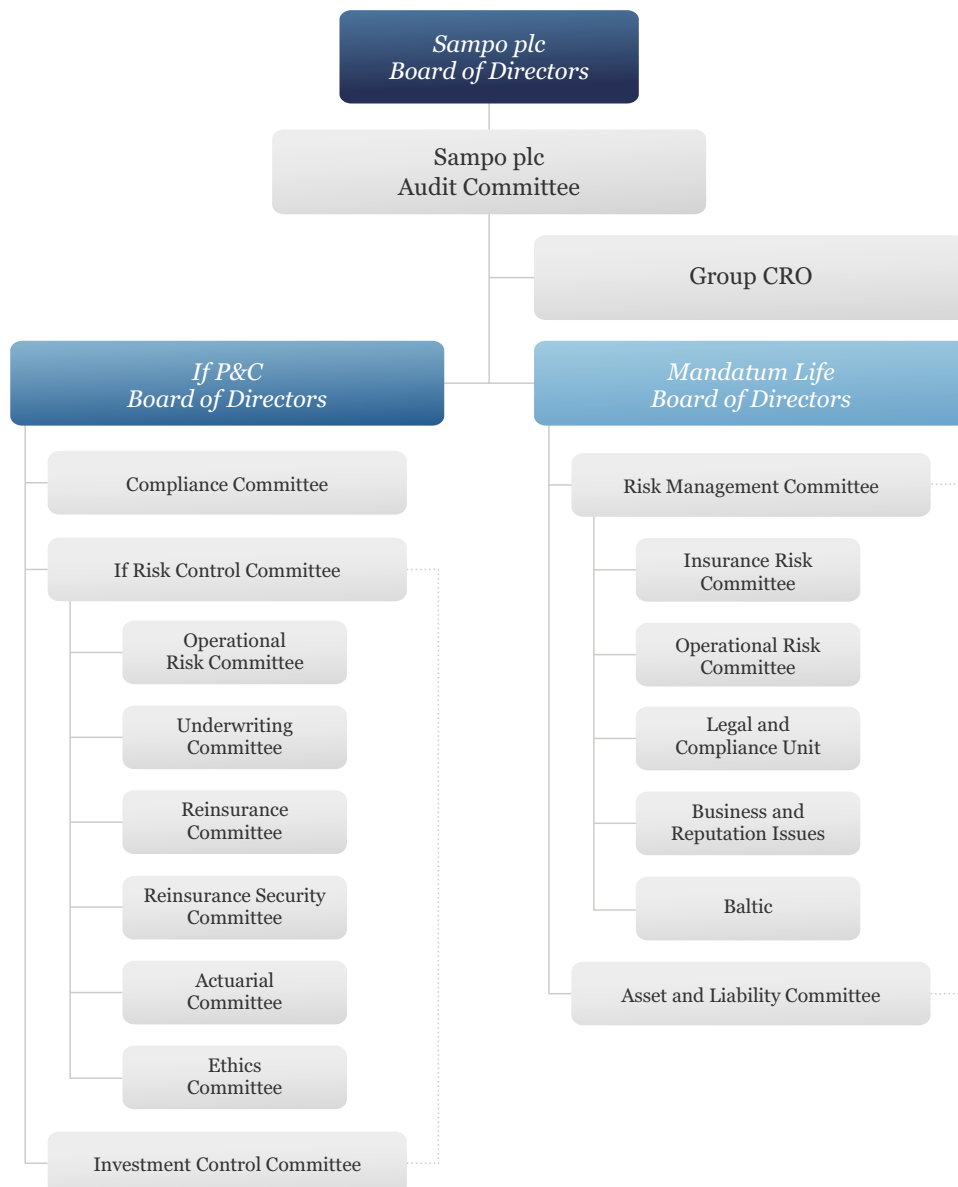 Sampo plc
Board of Directors
Sampo plc
Audit Committee
Group CRO
If P&C
Board of Directors
Compliance Committee
If Risk Control Committee
Operational
Risk Committee
Underwriting
Committee
Reinsurance
Committee
Reinsurance Security
Committee
Actuarial
Committee
Ethics
Committee
Investment Control Committee
Mandatum Life
Board of Directors
Risk Management Committee
Insurance Risk
Committee
Operational Risk
Committee
Legal and
Compliance Unit
Business and
Reputation Issues
Baltic
Asset and Liability Committee